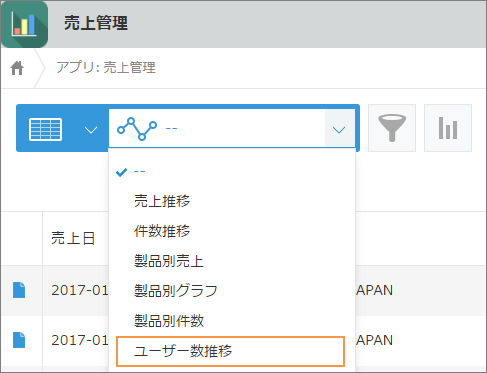 売上管理
アプリ: 売上管理
--
--
売上推移
件数推移
売上日
製品別売上
製品別グラフ
2017-01
APAN
製品別件数
2017-01
APAN
ユーザー数推移